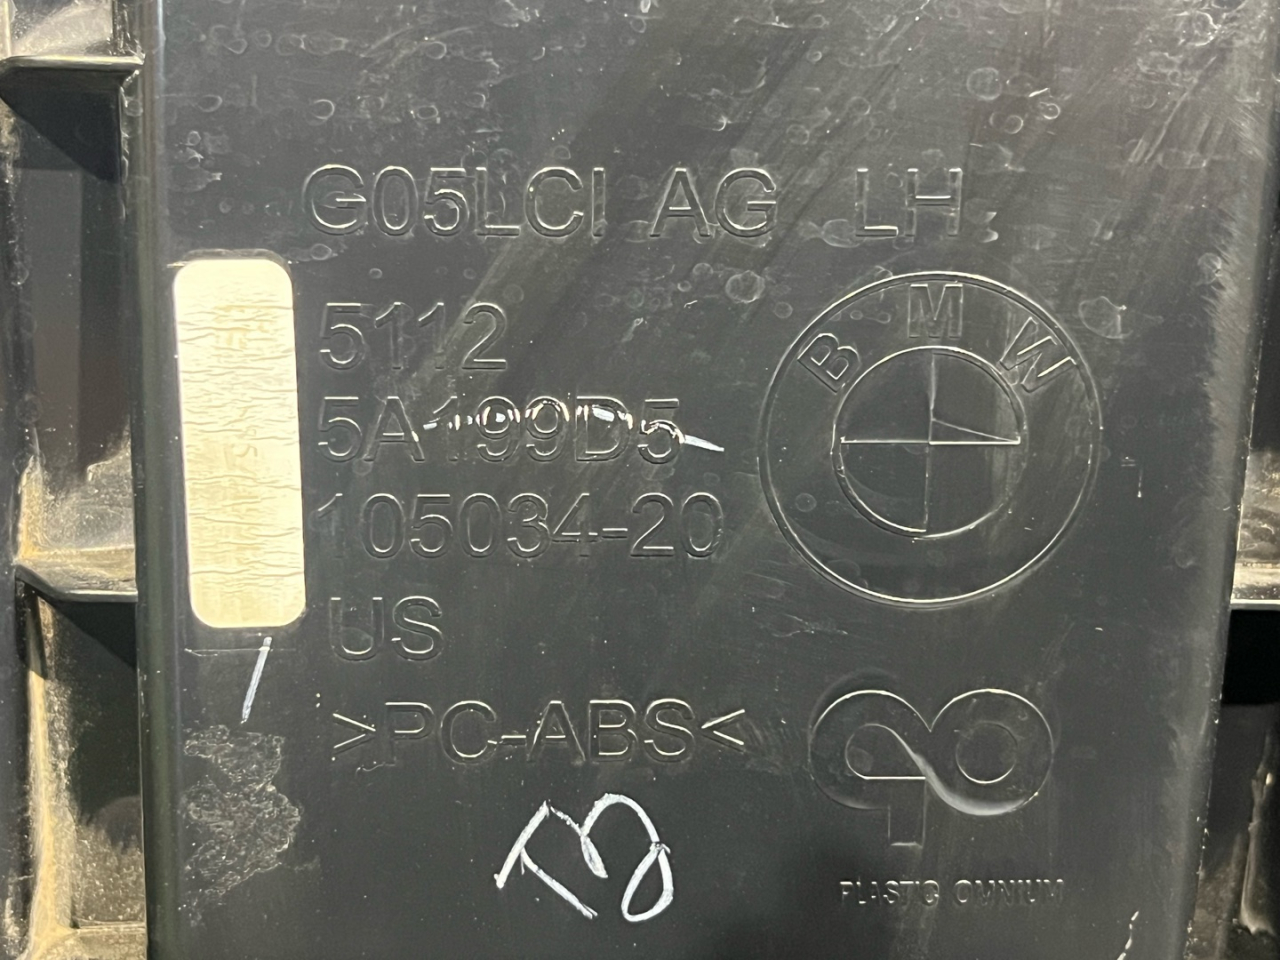 G05LCI AG LH
5112
5A199D5
105034-20
US
>PC-ABS<
BMW
PLASTIC OMNIUM